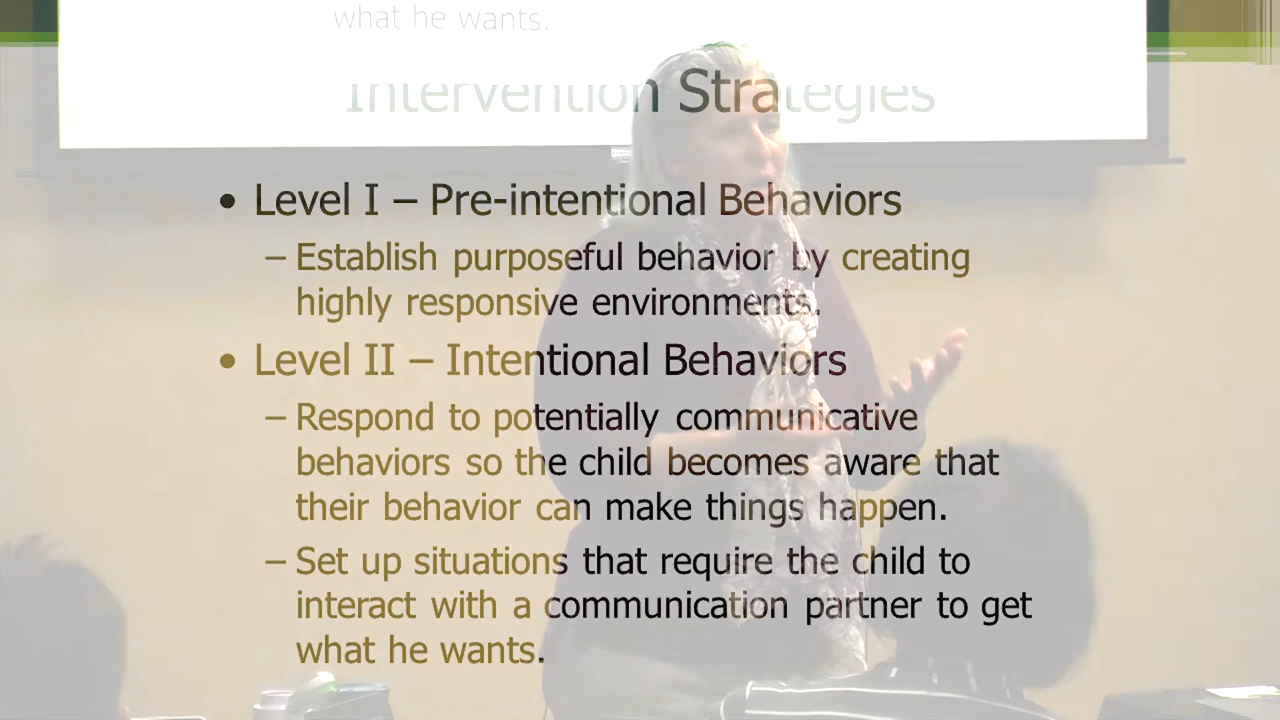 what he wants.
Intervention Strategies
• Level I – Pre-intentional Behaviors
– Establish purposeful behavior by creating
highly responsive environments.
• Level II – Intentional Behaviors
– Respond to potentially communicative
behaviors so the child becomes aware that
their behavior can make things happen.
– Set up situations that require the child to
interact with a communication partner to get
what he wants.